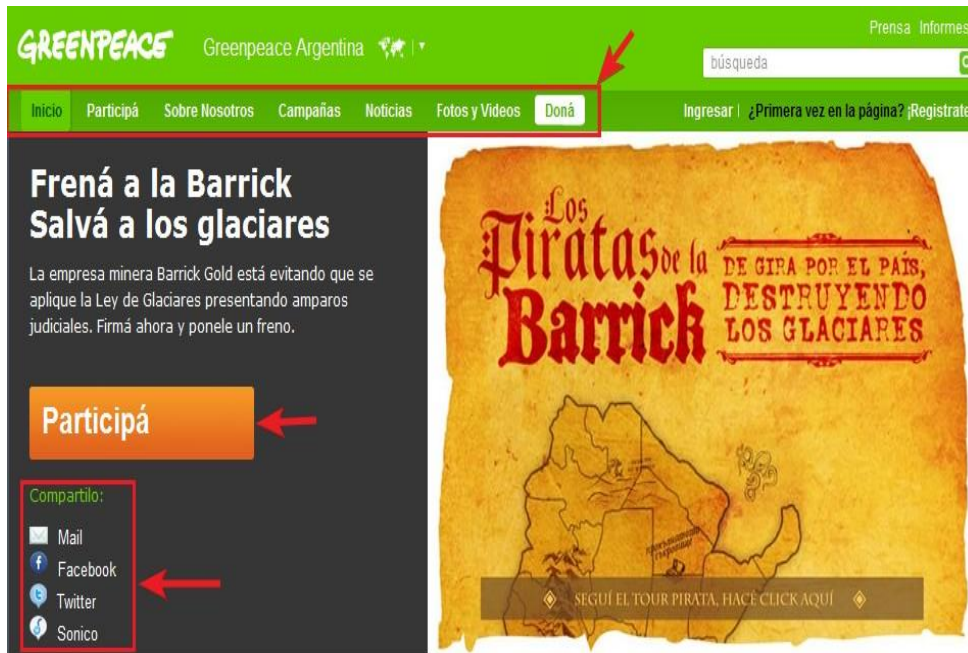 GREENPEACE
Greenpeace Argentina
Prensa Informes
búsqueda
Inicio Participá Sobre Nosotros Campañas Noticias Fotos y Videos Doná
Ingresar | ¿Primera vez en la página? ¡Registrate
Frená a la Barrick
Salvá a los glaciares
La empresa minera Barrick Gold está evitando que se
aplique la Ley de Glaciares presentando amparos
judiciales. Firmá ahora y ponele un freno.
Participá
Compartilo:
Mail
Facebook
Twitter
Sonico
Los
Piratas de la
Barrick
DE GIRA POR EL PAÍS,
DESTRUYENDO
LOS GLACIARES
SEGUÍ EL TOUR PIRATA, HACÉ CLICK AQUÍ